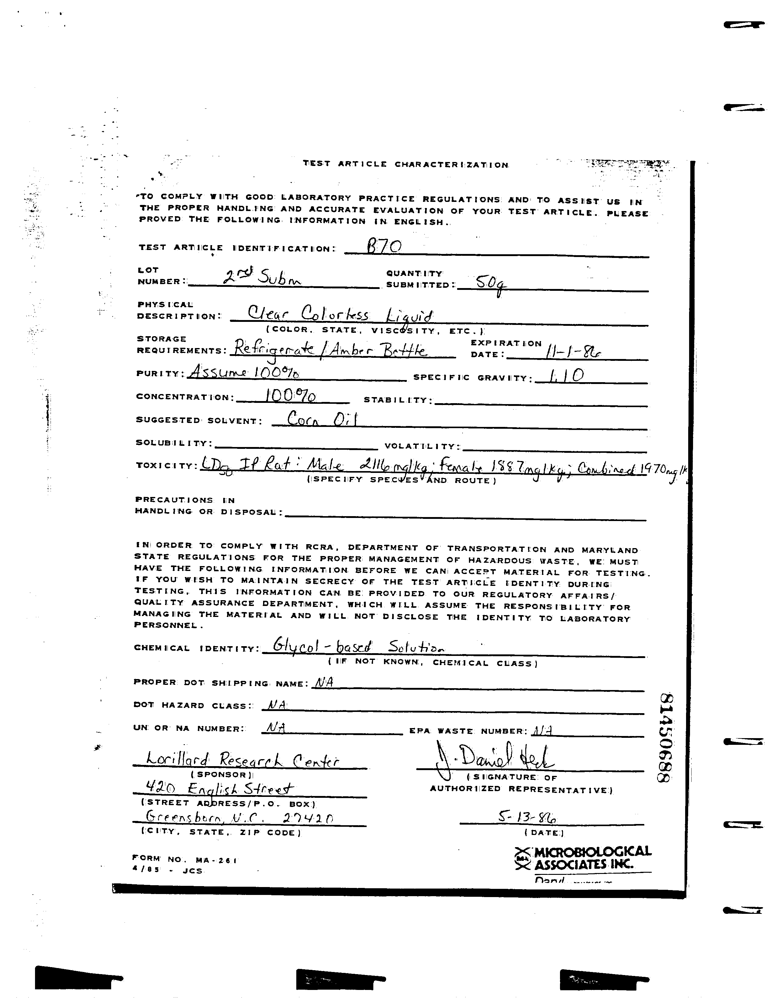 TEST ARTICLE CHARACTERIZATION
TO COMPLY WITH GOOD LABORATORY PRACTICE REGULATIONS AND TO ASSIST US IN
THE PROPER HANDLING AND ACCURATE EVALUATION OF YOUR TEST ARTICLE. PLEASE
PROVED THE FOLLOWING INFORMATION IN ENGLISH.
TEST ARTICLE IDENTIFICATION: B70
LOT NUMBER: 2nd Subm QUANTITY SUBMITTED: 50g
PHYSICAL DESCRIPTION: Clear Colorless Liquid
(COLOR, STATE, VISCOSITY, ETC.)
STORAGE REQUIREMENTS: Refrigerate / Amber Bottle EXPIRATION DATE: 11-1-86
PURITY: Assume 100% SPECIFIC GRAVITY: 1.10
CONCENTRATION: 100% STABILITY:
SUGGESTED SOLVENT: Corn Oil
SOLUBILITY: VOLATILITY:
TOXICITY: LD50 IP Rat: Male 2116 mg/kg; Female 1887mg/kg; Combined 1970mg/k
(SPECIFY SPECIES AND ROUTE)
PRECAUTIONS IN
HANDLING OR DISPOSAL:
IN ORDER TO COMPLY WITH RCRA, DEPARTMENT OF TRANSPORTATION AND MARYLAND
STATE REGULATIONS FOR THE PROPER MANAGEMENT OF HAZARDOUS WASTE, WE MUST
HAVE THE FOLLOWING INFORMATION BEFORE WE CAN ACCEPT MATERIAL FOR TESTING.
IF YOU WISH TO MAINTAIN SECRECY OF THE TEST ARTICLE IDENTITY DURING
TESTING, THIS INFORMATION CAN BE PROVIDED TO OUR REGULATORY AFFAIRS/
QUALITY ASSURANCE DEPARTMENT, WHICH WILL ASSUME THE RESPONSIBILITY FOR
MANAGING THE MATERIAL AND WILL NOT DISCLOSE THE IDENTITY TO LABORATORY
PERSONNEL.
CHEMICAL IDENTITY: Glycol-based Solution
(IF NOT KNOWN, CHEMICAL CLASS)
PROPER DOT SHIPPING NAME: NA
DOT HAZARD CLASS: NA
UN OR NA NUMBER: NA EPA WASTE NUMBER: NA
Lorillard Research Center J. Daniel Heck
(SPONSOR) (SIGNATURE OF
420 English Street AUTHORIZED REPRESENTATIVE)
(STREET ADDRESS/P.O. BOX)
Greensboro, N.C. 27420 5-13-86
(CITY, STATE, ZIP CODE) (DATE)
FORM NO. MA-261
4/85 - JCS
MA MICROBIOLOGICAL
ASSOCIATES INC.
81450688